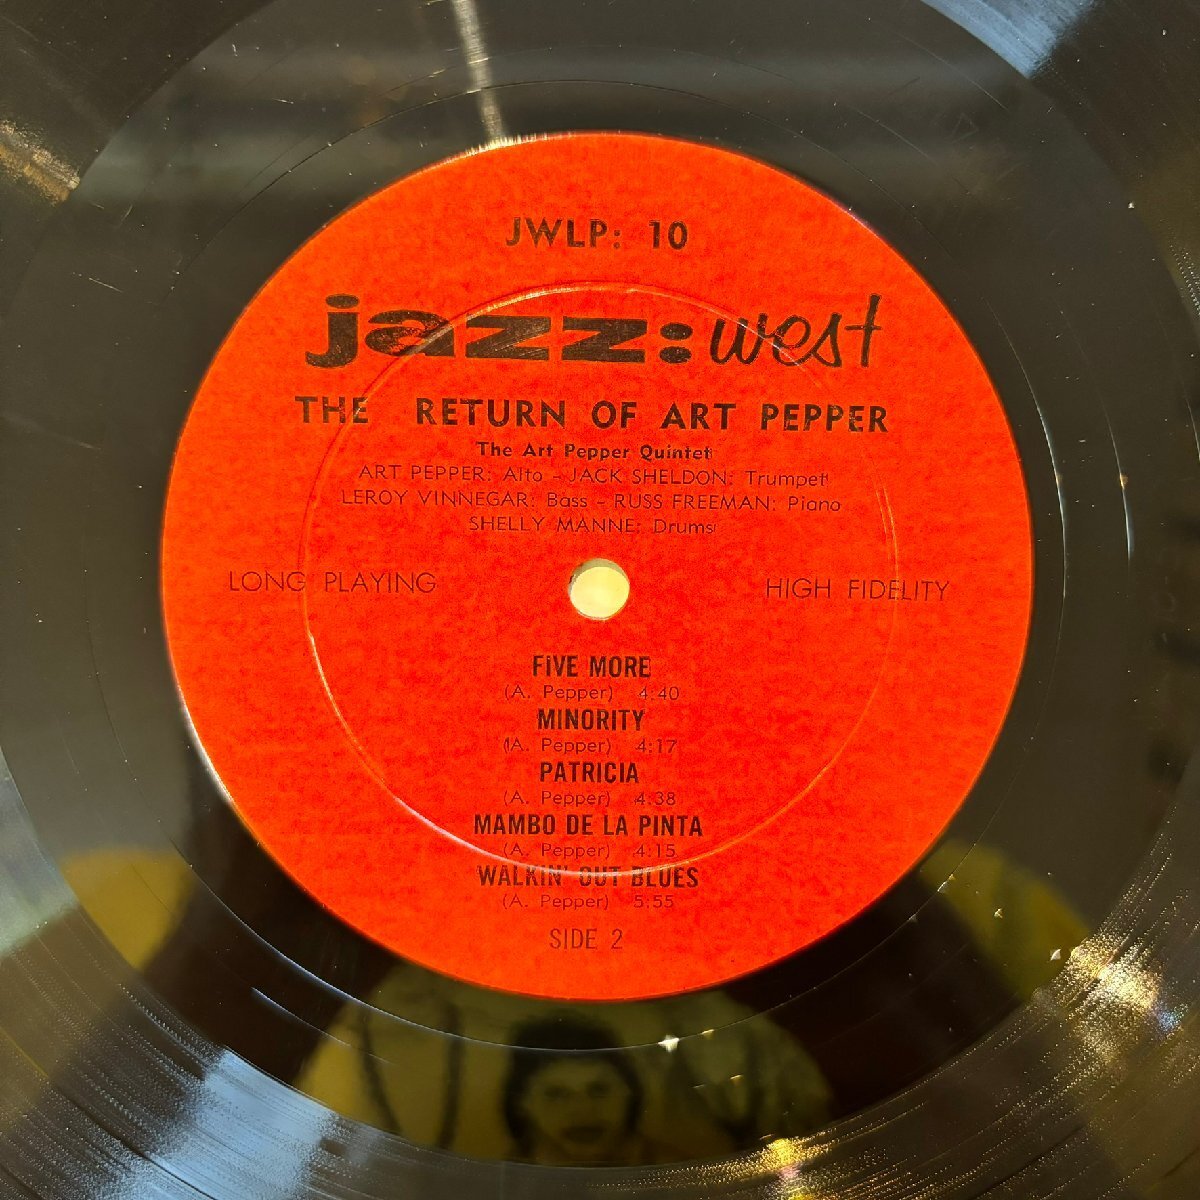 JWLP: 10
jazz:west
THE RETURN OF ART PEPPER
The Art Pepper Quintet
ART PEPPER: Alto - JACK SHELDON: Trumpet
LEROY VINNEGAR: Bass - RUSS FREEMAN: Piano
SHELLY MANNE: Drums
LONG PLAYING HIGH FIDELITY
FIVE MORE
(A. Pepper) 4:40
MINORITY
(A. Pepper) 4:17
PATRICIA
(A. Pepper) 4:38
MAMBO DE LA PINTA
(A. Pepper) 4:15
WALKIN' OUT BLUES
(A. Pepper) 5:55
SIDE 2